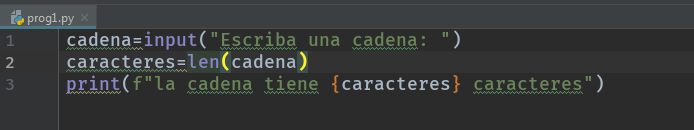 prog1.py
1 cadena=input("Escriba una cadena: ")
2 caracteres=len(cadena)
3 print(f"la cadena tiene {caracteres} caracteres")